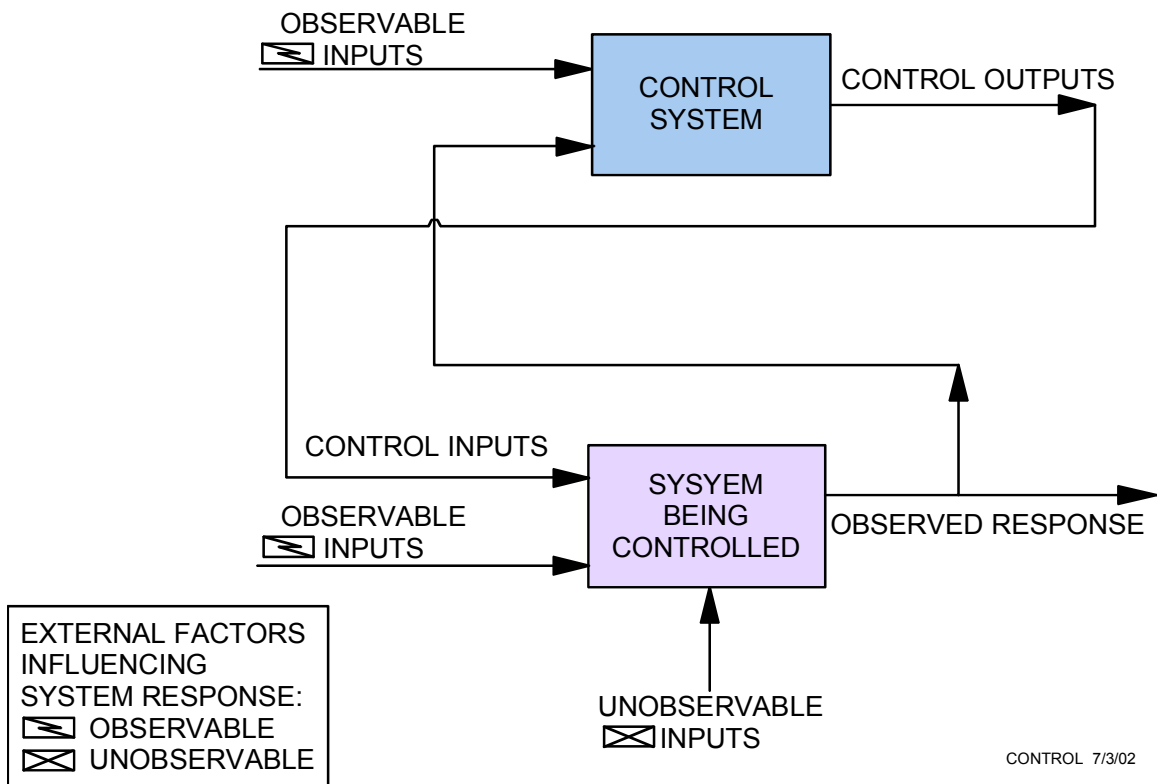 OBSERVABLE
INPUTS
CONTROL
SYSTEM
CONTROL OUTPUTS
CONTROL INPUTS
OBSERVABLE
INPUTS
SYSYEM
BEING
CONTROLLED
OBSERVED RESPONSE
UNOBSERVABLE
INPUTS
EXTERNAL FACTORS
INFLUENCING
SYSTEM RESPONSE:
OBSERVABLE
UNOBSERVABLE
CONTROL 7/3/02